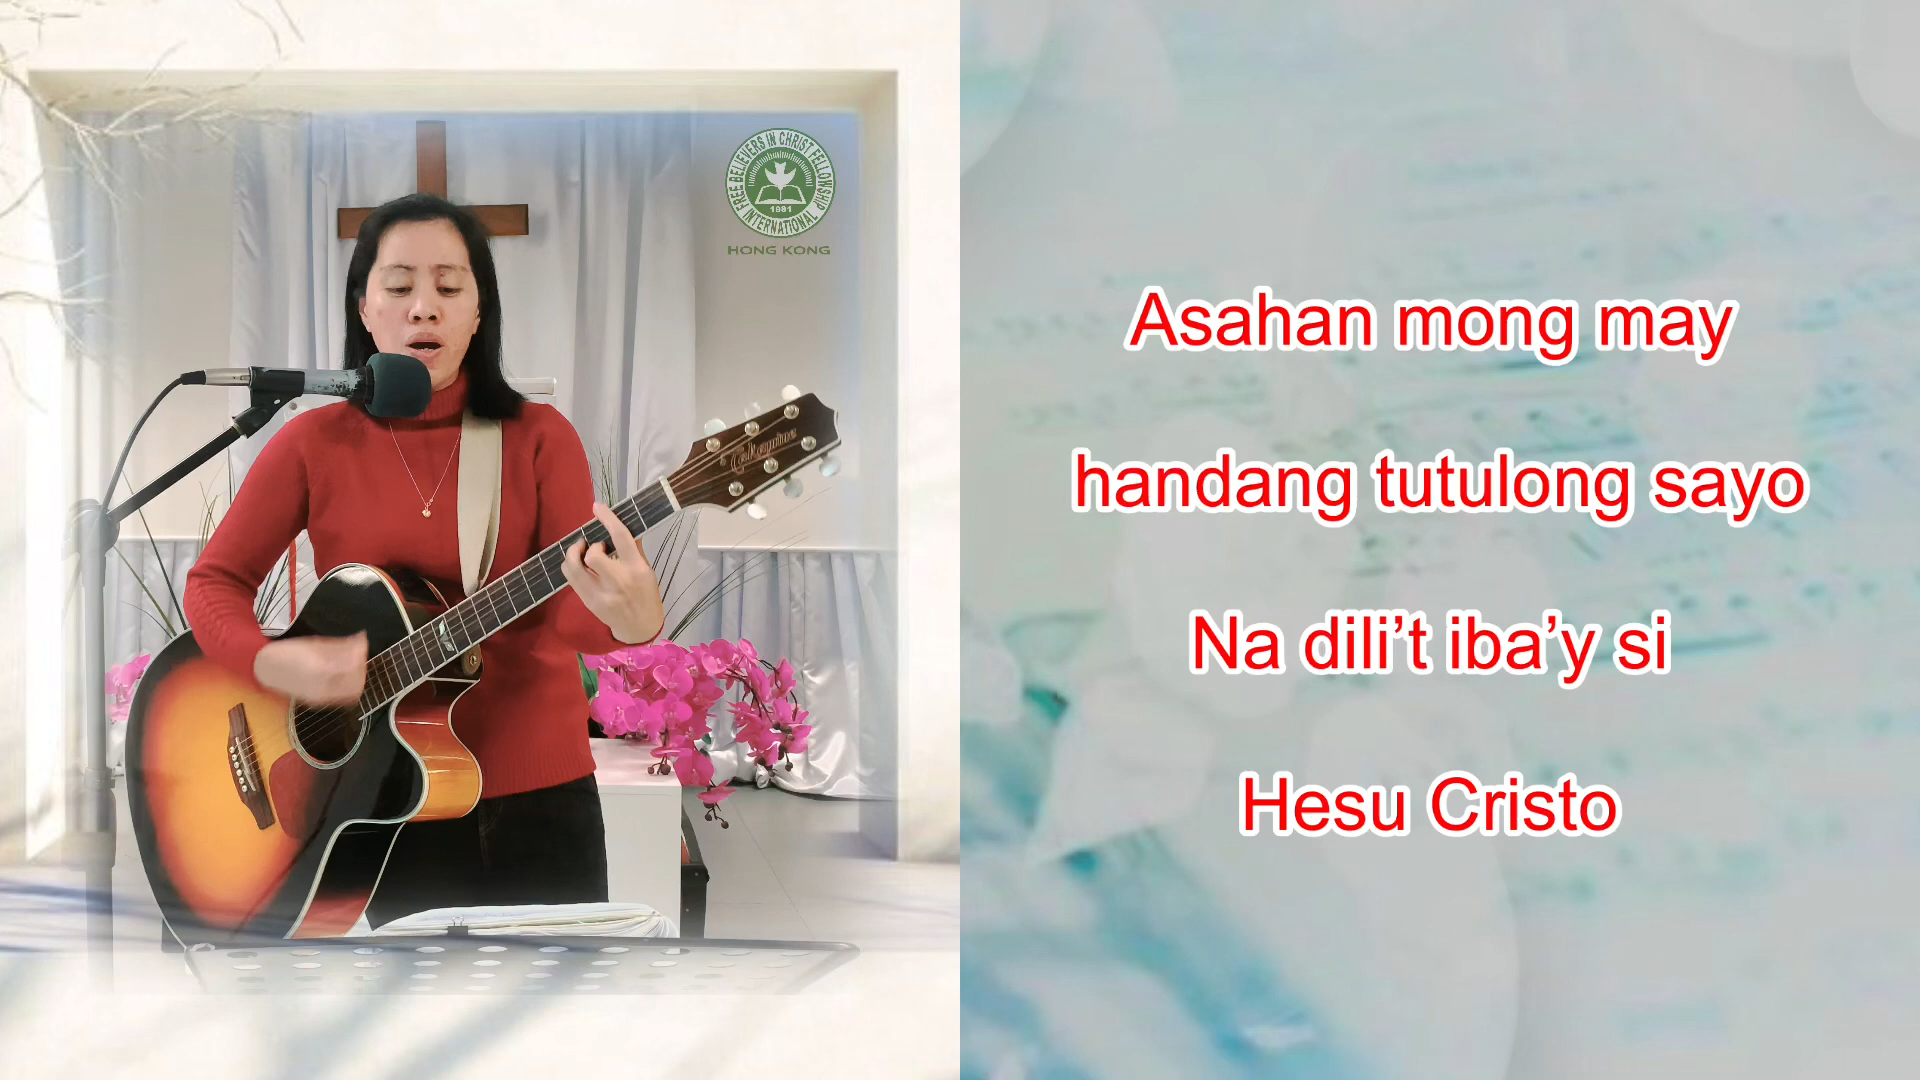 FREE BELIEVERS IN CHRIST FELLOWSHIP
INTERNATIONAL
1981
HONG KONG
Asahan mong may
handang tutulong sayo
Na dili’t iba’y si
Hesu Cristo